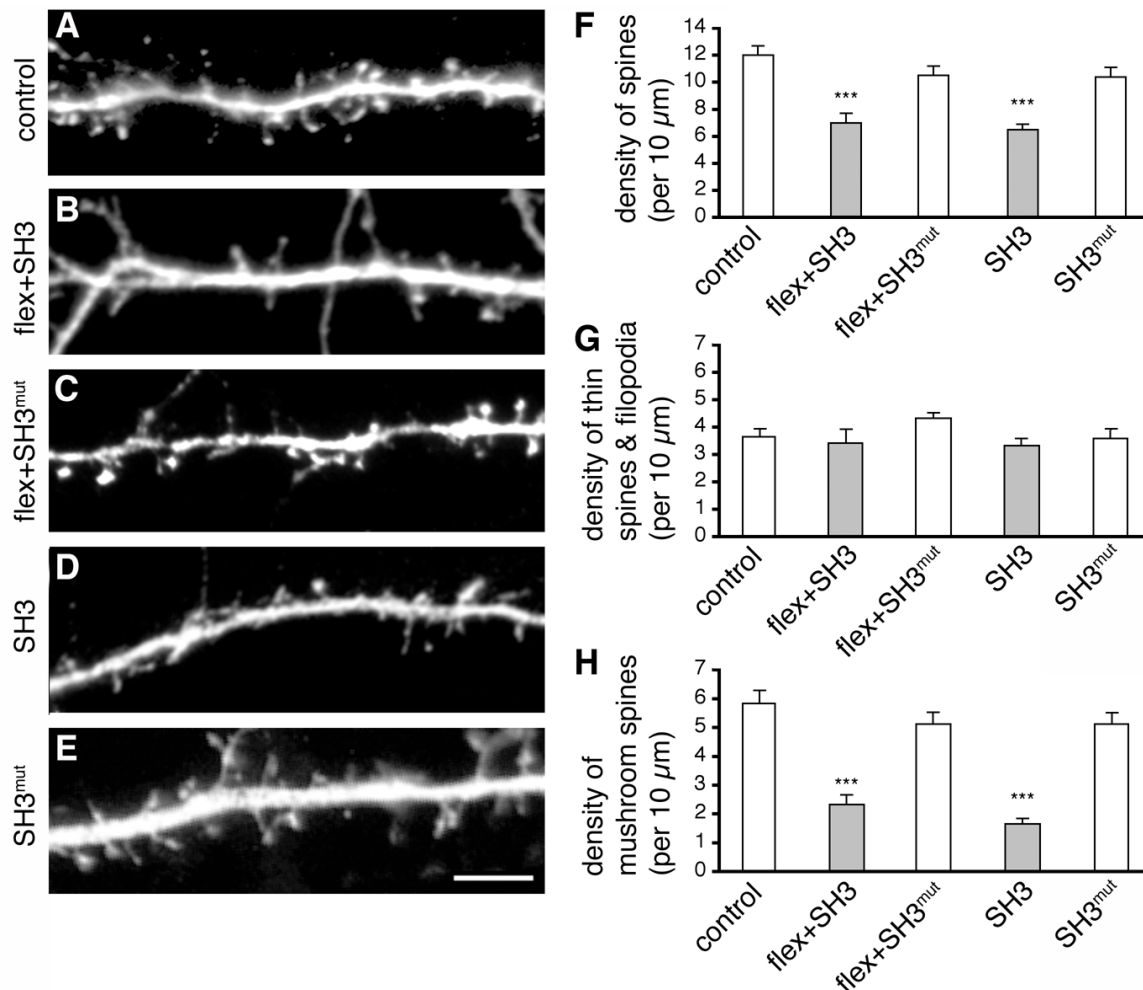 A
control
B
flex+SH3
C
flex+SH3mut
D
SH3
E
SH3mut
F
density of spines
(per 10 µm)
14
12
10
8
6
4
2
0
***
***
control
flex+SH3
flex+SH3mut
SH3
SH3mut
G
density of thin
spines & filopodia
(per 10 µm)
7
6
5
4
3
2
1
0
control
flex+SH3
flex+SH3mut
SH3
SH3mut
H
density of
mushroom spines
(per 10 µm)
7
6
5
4
3
2
1
0
***
***
control
flex+SH3
flex+SH3mut
SH3
SH3mut